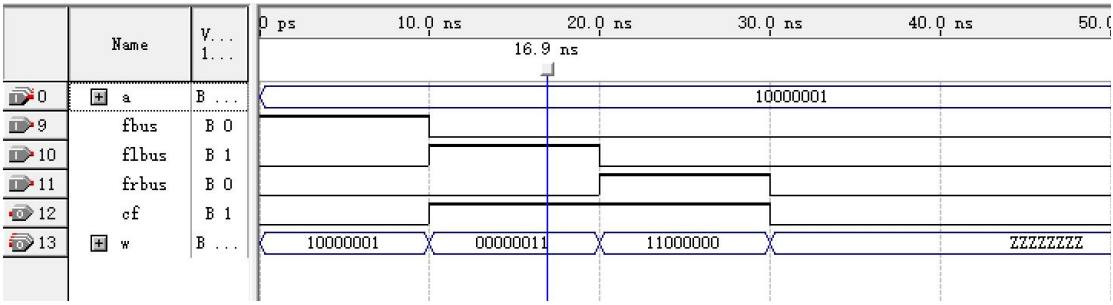 Name
V...
1...
0 ps
10.0 ns
20.0 ns
30.0 ns
40.0 ns
50.0
16.9 ns
0 a B ... 10000001
9 fbus B 0
10 flbus B 1
11 frbus B 0
12 cf B 1
13 w B ... 10000001 00000011 11000000 ZZZZZZZZ